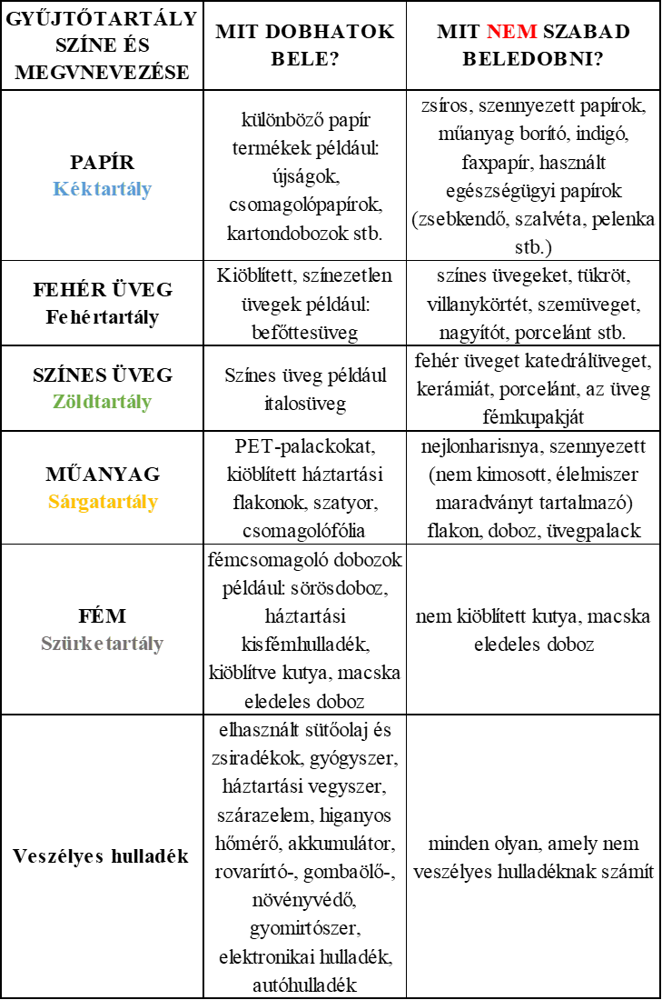 GYŰJTŐTARTÁLY
SZÍNE ÉS
MEGVNEVEZÉSE
MIT DOBHATOK
BELE?
MIT NEM SZABAD
BELEDOBNI?
PAPÍR
Kéktartály
különböző papír
termékek például:
újságok,
csomagolópapírok,
kartondobozok stb.
zsíros, szennyezett papírok,
műanyag borító, indigó,
faxpapír, használt
egészségügyi papírok
(zsebkendő, szalvéta, pelenka
stb.)
FEHÉR ÜVEG
Fehértartály
Kiöblített, színezetlen
üvegek például:
befőttesüveg
színes üvegeket, tükröt,
villanykörtét, szemüveget,
nagyítót, porcelánt stb.
SZÍNES ÜVEG
Zöldtartály
Színes üveg például
italosüveg
fehér üveget katedrálüveget,
kerámiát, porcelánt, az üveg
fémkupakját
MŰANYAG
Sárgatartály
PET-palackokat,
kiöblített háztartási
flakonok, szatyor,
csomagolófólia
nejlonharisnya, szennyezett
(nem kimosott, élelmiszer
maradványt tartalmazó)
flakon, doboz, üvegpalack
FÉM
Szürketartály
fémcsomagoló dobozok
például: sörösdoboz,
háztartási
kisfémhulladék,
kiöblítve kutya, macska
eledeles doboz
nem kiöblített kutya, macska
eledeles doboz
Veszélyes hulladék
elhasznált sütőolaj és
zsiradékok, gyógyszer,
háztartási vegyszer,
szárazelem, higanyos
hőmérő, akkumulátor,
rovarírtó-, gombaölő-,
növényvédő,
gyomirtószer,
elektronikai hulladék,
autóhulladék
minden olyan, amely nem
veszélyes hulladéknak számít